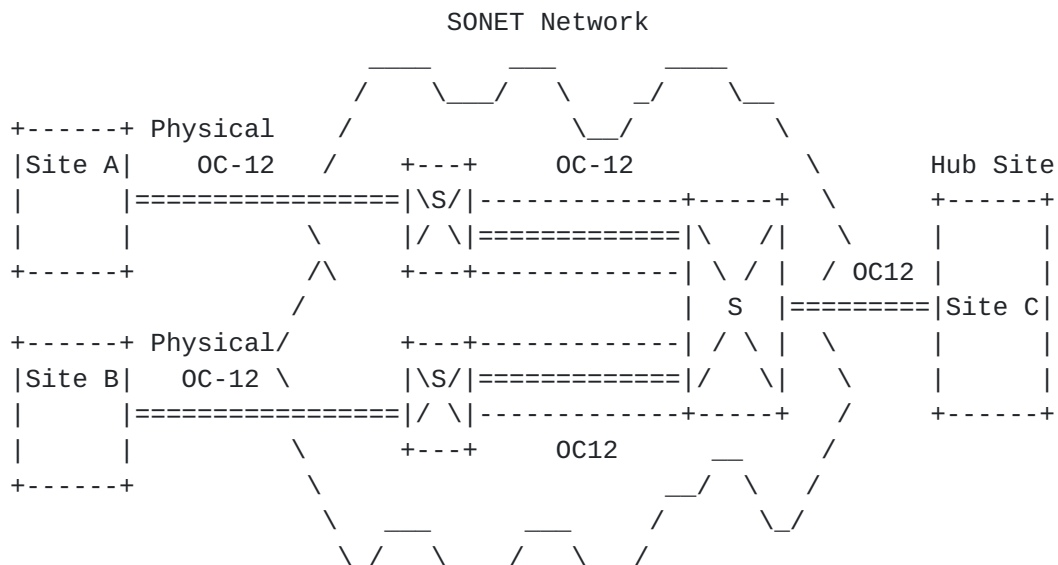 SONET Network
Physical
Site A OC-12 OC-12 Hub Site
S
OC12
S Site C
Physical
Site B OC-12 S
OC12